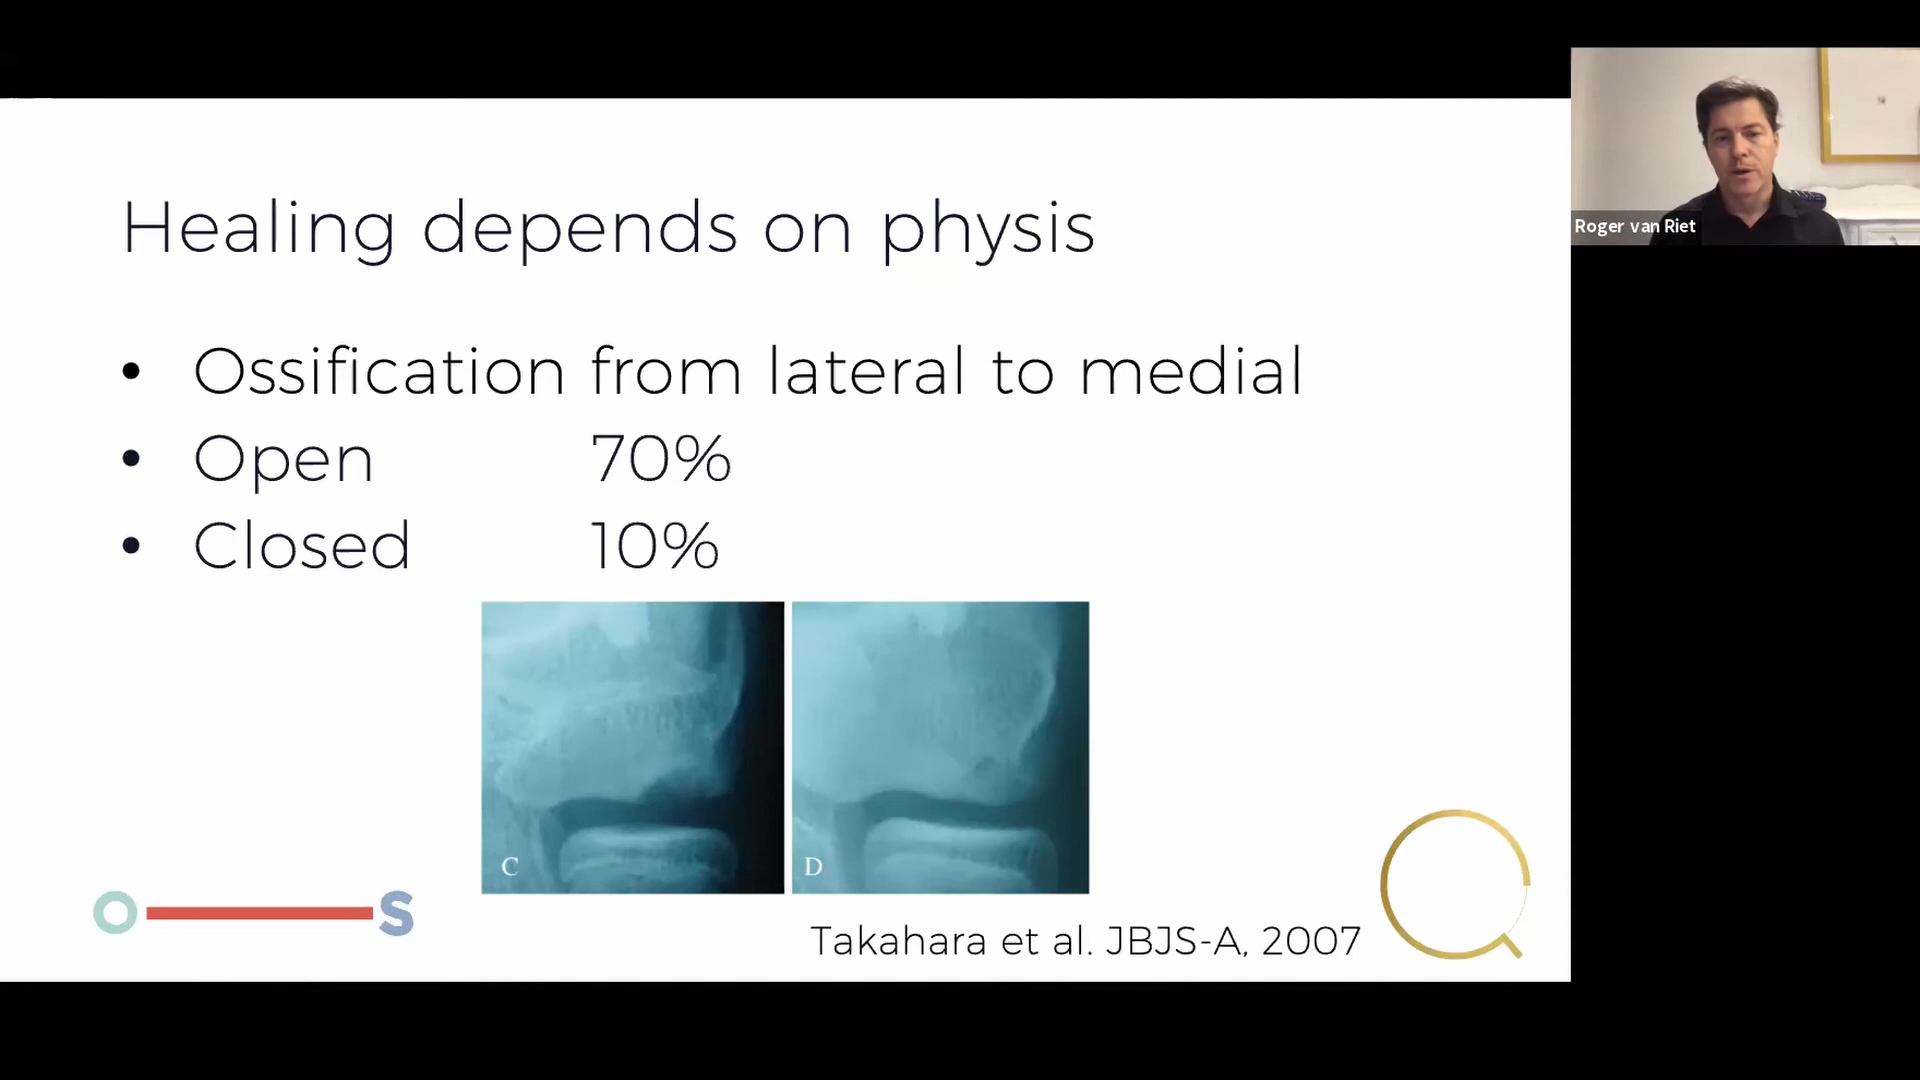 Healing depends on physis
• Ossification from lateral to medial
• Open 70%
• Closed 10%
C
D
Takahara et al. JBJS-A, 2007
O S
Roger van Riet